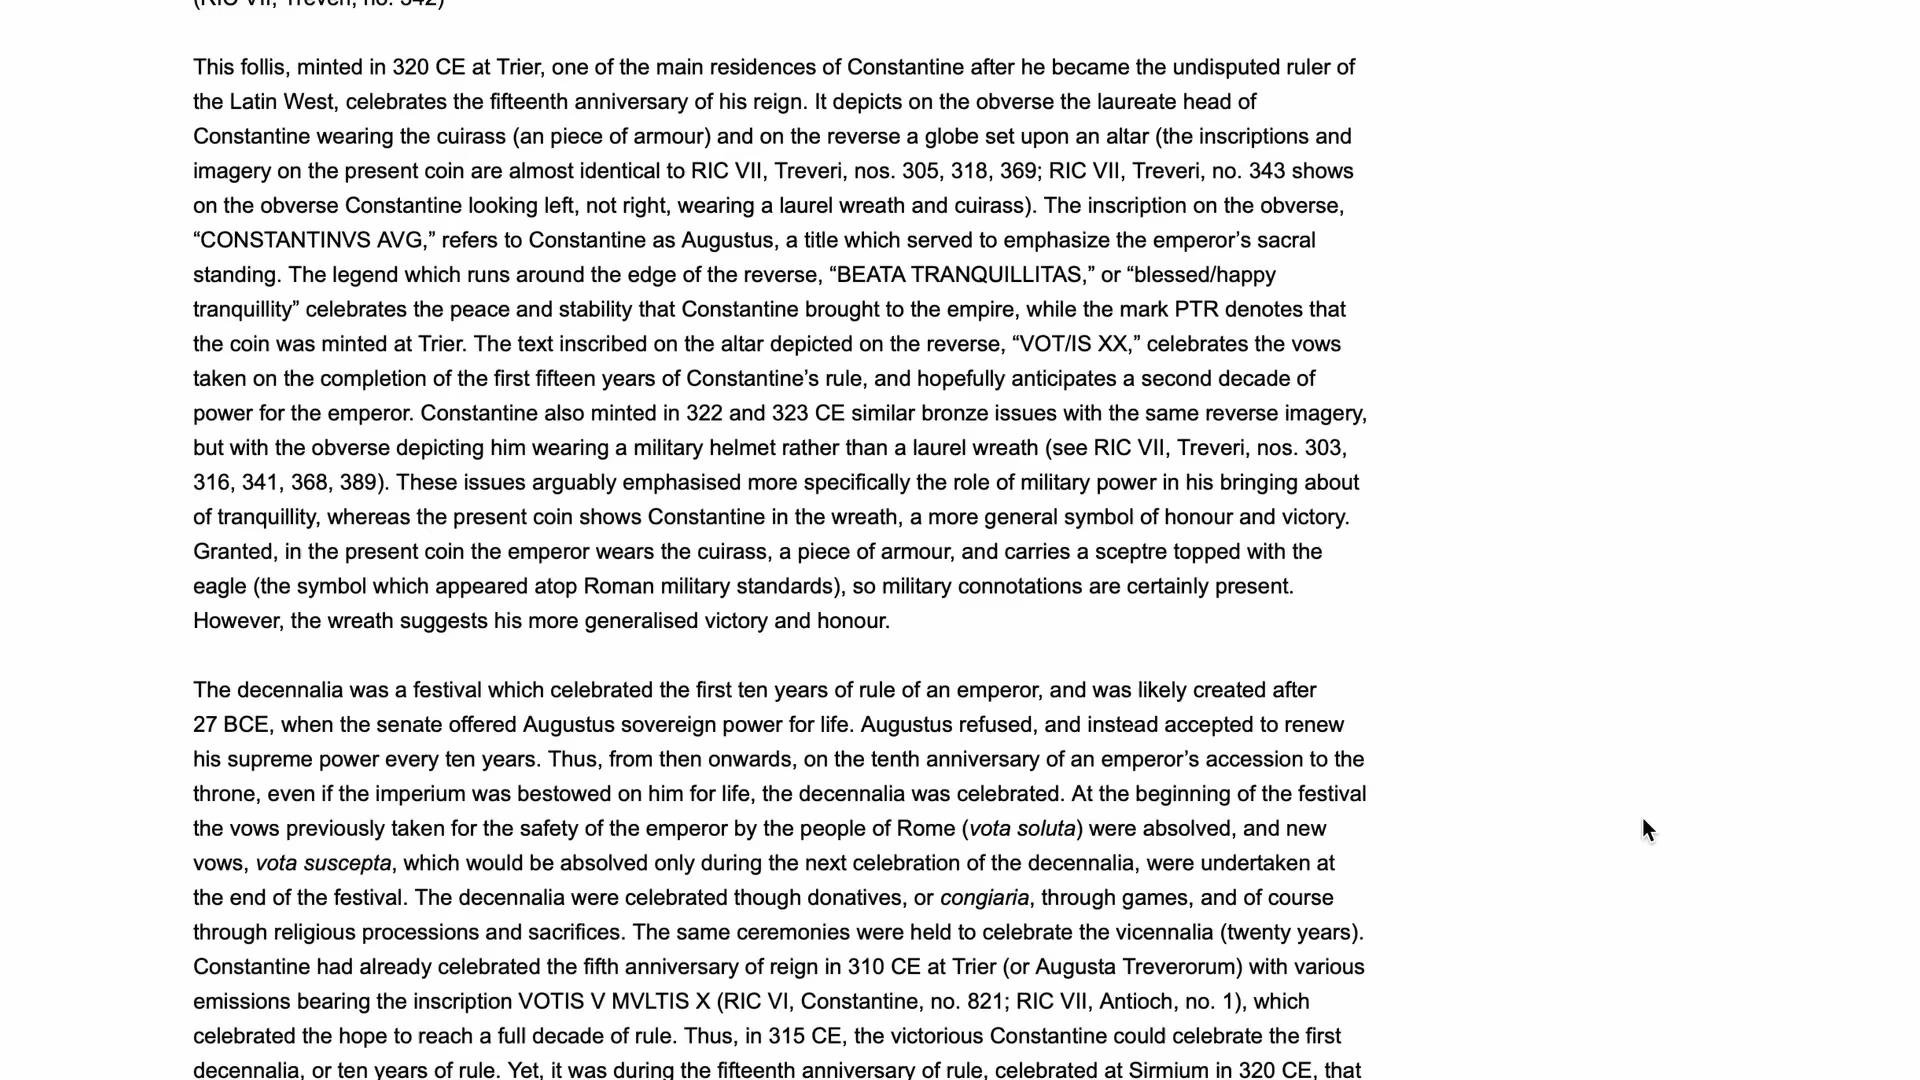 (RIC VII, Treveri, no. 342)
This follis, minted in 320 CE at Trier, one of the main residences of Constantine after he became the undisputed ruler of
the Latin West, celebrates the fifteenth anniversary of his reign. It depicts on the obverse the laureate head of
Constantine wearing the cuirass (an piece of armour) and on the reverse a globe set upon an altar (the inscriptions and
imagery on the present coin are almost identical to RIC VII, Treveri, nos. 305, 318, 369; RIC VII, Treveri, no. 343 shows
on the obverse Constantine looking left, not right, wearing a laurel wreath and cuirass). The inscription on the obverse,
“CONSTANTINVS AVG,” refers to Constantine as Augustus, a title which served to emphasize the emperor’s sacral
standing. The legend which runs around the edge of the reverse, “BEATA TRANQUILLITAS,” or “blessed/happy
tranquillity” celebrates the peace and stability that Constantine brought to the empire, while the mark PTR denotes that
the coin was minted at Trier. The text inscribed on the altar depicted on the reverse, “VOT/IS XX,” celebrates the vows
taken on the completion of the first fifteen years of Constantine’s rule, and hopefully anticipates a second decade of
power for the emperor. Constantine also minted in 322 and 323 CE similar bronze issues with the same reverse imagery,
but with the obverse depicting him wearing a military helmet rather than a laurel wreath (see RIC VII, Treveri, nos. 303,
316, 341, 368, 389). These issues arguably emphasised more specifically the role of military power in his bringing about
of tranquillity, whereas the present coin shows Constantine in the wreath, a more general symbol of honour and victory.
Granted, in the present coin the emperor wears the cuirass, a piece of armour, and carries a sceptre topped with the
eagle (the symbol which appeared atop Roman military standards), so military connotations are certainly present.
However, the wreath suggests his more generalised victory and honour.
The decennalia was a festival which celebrated the first ten years of rule of an emperor, and was likely created after
27 BCE, when the senate offered Augustus sovereign power for life. Augustus refused, and instead accepted to renew
his supreme power every ten years. Thus, from then onwards, on the tenth anniversary of an emperor’s accession to the
throne, even if the imperium was bestowed on him for life, the decennalia was celebrated. At the beginning of the festival
the vows previously taken for the safety of the emperor by the people of Rome (vota soluta) were absolved, and new
vows, vota suscepta, which would be absolved only during the next celebration of the decennalia, were undertaken at
the end of the festival. The decennalia were celebrated though donatives, or congiaria, through games, and of course
through religious processions and sacrifices. The same ceremonies were held to celebrate the vicennalia (twenty years).
Constantine had already celebrated the fifth anniversary of reign in 310 CE at Trier (or Augusta Treverorum) with various
emissions bearing the inscription VOTIS V MVLTIS X (RIC VI, Constantine, no. 821; RIC VII, Antioch, no. 1), which
celebrated the hope to reach a full decade of rule. Thus, in 315 CE, the victorious Constantine could celebrate the first
decennalia, or ten years of rule. Yet, it was during the fifteenth anniversary of rule, celebrated at Sirmium in 320 CE, that